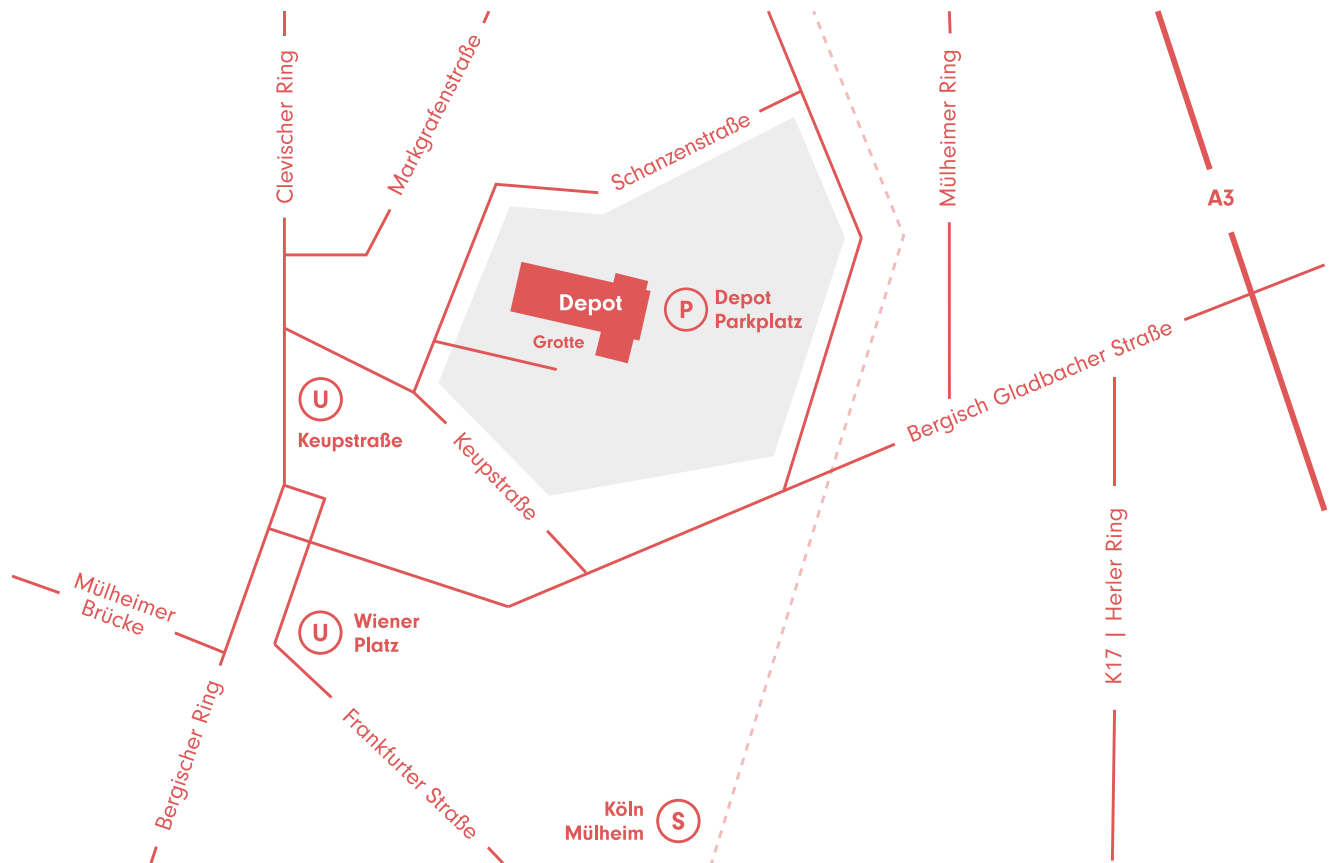 Clevischer Ring
Markgrafenstraße
Schanzenstraße
Mülheimer Ring
A3
Depot
P
Depot
Parkplatz
Grotte
U
Keupstraße
Keupstraße
Bergisch Gladbacher Straße
Mülheimer
Brücke
U
Wiener
Platz
K17 | Herler Ring
Bergischer Ring
Frankfurter Straße
Köln
Mülheim
S